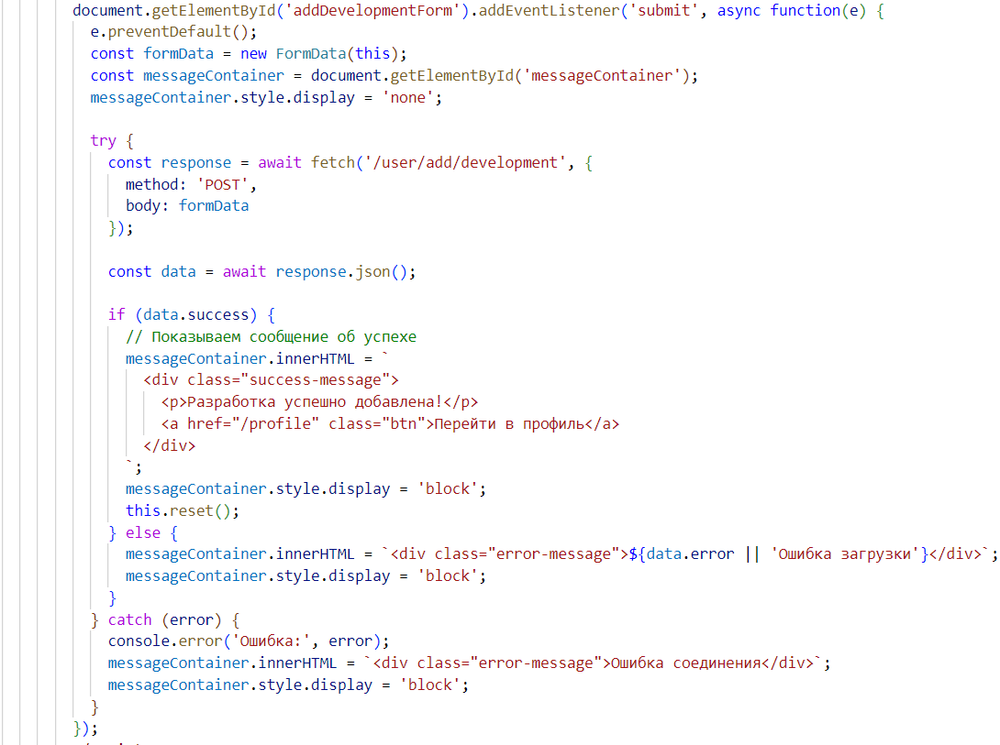 document.getElementById('addDevelopmentForm').addEventListener('submit', async function(e) {
e.preventDefault();
const formData = new FormData(this);
const messageContainer = document.getElementById('messageContainer');
messageContainer.style.display = 'none';
try {
const response = await fetch('/user/add/development', {
method: 'POST',
body: formData
});
const data = await response.json();
if (data.success) {
// Показываем сообщение об успехе
messageContainer.innerHTML = `
<div class="success-message">
<p>Разработка успешно добавлена!</p>
<a href="/profile" class="btn">Перейти в профиль</a>
</div>
`;
messageContainer.style.display = 'block';
this.reset();
} else {
messageContainer.innerHTML = `<div class="error-message">${data.error || 'Ошибка загрузки'}</div>`;
messageContainer.style.display = 'block';
}
} catch (error) {
console.error('Ошибка:', error);
messageContainer.innerHTML = `<div class="error-message">Ошибка соединения</div>`;
messageContainer.style.display = 'block';
}
});